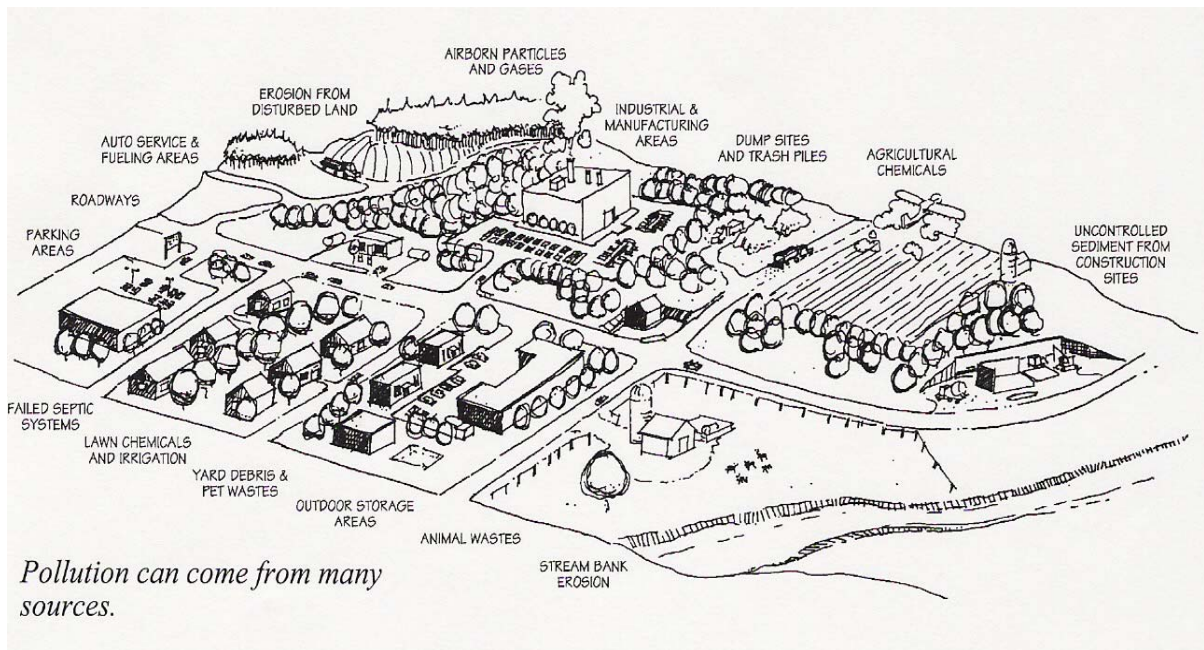 AIRBORN PARTICLES
AND GASES
EROSION FROM
DISTURBED LAND
INDUSTRIAL &
MANUFACTURING
AREAS
AUTO SERVICE &
FUELING AREAS
DUMP SITES
AND TRASH PILES
AGRICULTURAL
CHEMICALS
ROADWAYS
PARKING
AREAS
UNCONTROLLED
SEDIMENT FROM
CONSTRUCTION
SITES
FAILED SEPTIC
SYSTEMS
LAWN CHEMICALS
AND IRRIGATION
YARD DEBRIS &
PET WASTES
OUTDOOR STORAGE
AREAS
ANIMAL WASTES
STREAM BANK
EROSION
Pollution can come from many
sources.